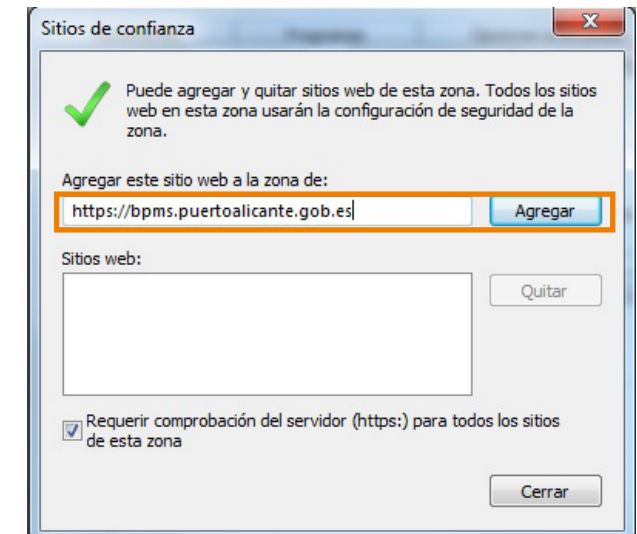 Sitios de confianza
Puede agregar y quitar sitios web de esta zona. Todos los sitios
web en esta zona usarán la configuración de seguridad de la
zona.
Agregar este sitio web a la zona de:
https://bpms.puertoalicante.gob.es
Agregar
Sitios web:
Quitar
Requerir comprobación del servidor (https:) para todos los sitios
de esta zona
Cerrar